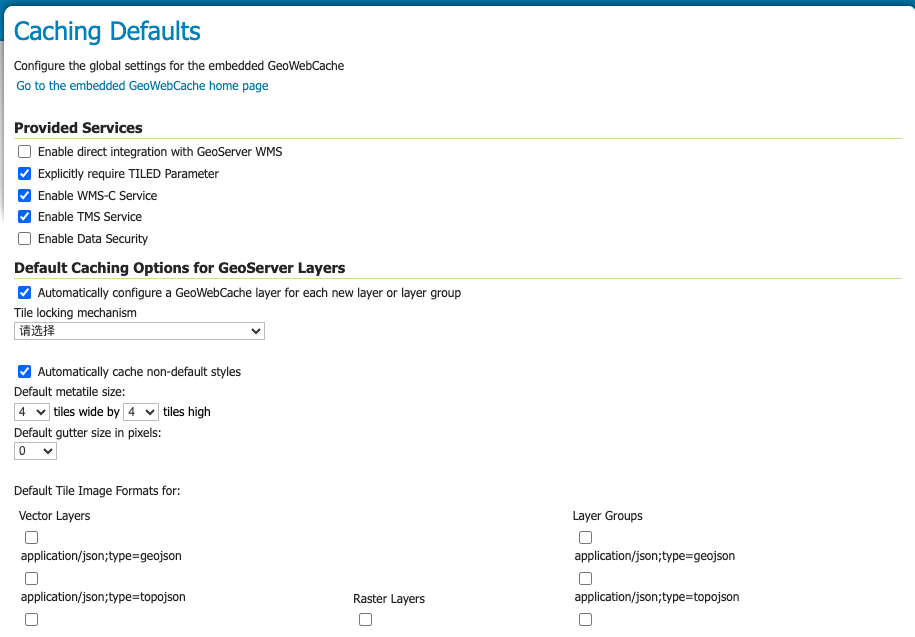 Caching Defaults
Configure the global settings for the embedded GeoWebCache
Go to the embedded GeoWebCache home page
Provided Services
Enable direct integration with GeoServer WMS
Explicitly require TILED Parameter
Enable WMS-C Service
Enable TMS Service
Enable Data Security
Default Caching Options for GeoServer Layers
Automatically configure a GeoWebCache layer for each new layer or layer group
Tile locking mechanism
请选择
Automatically cache non-default styles
Default metatile size:
4 tiles wide by 4 tiles high
Default gutter size in pixels:
0
Default Tile Image Formats for:
Vector Layers
application/json;type=geojson
application/json;type=topojson
Raster Layers
Layer Groups
application/json;type=geojson
application/json;type=topojson